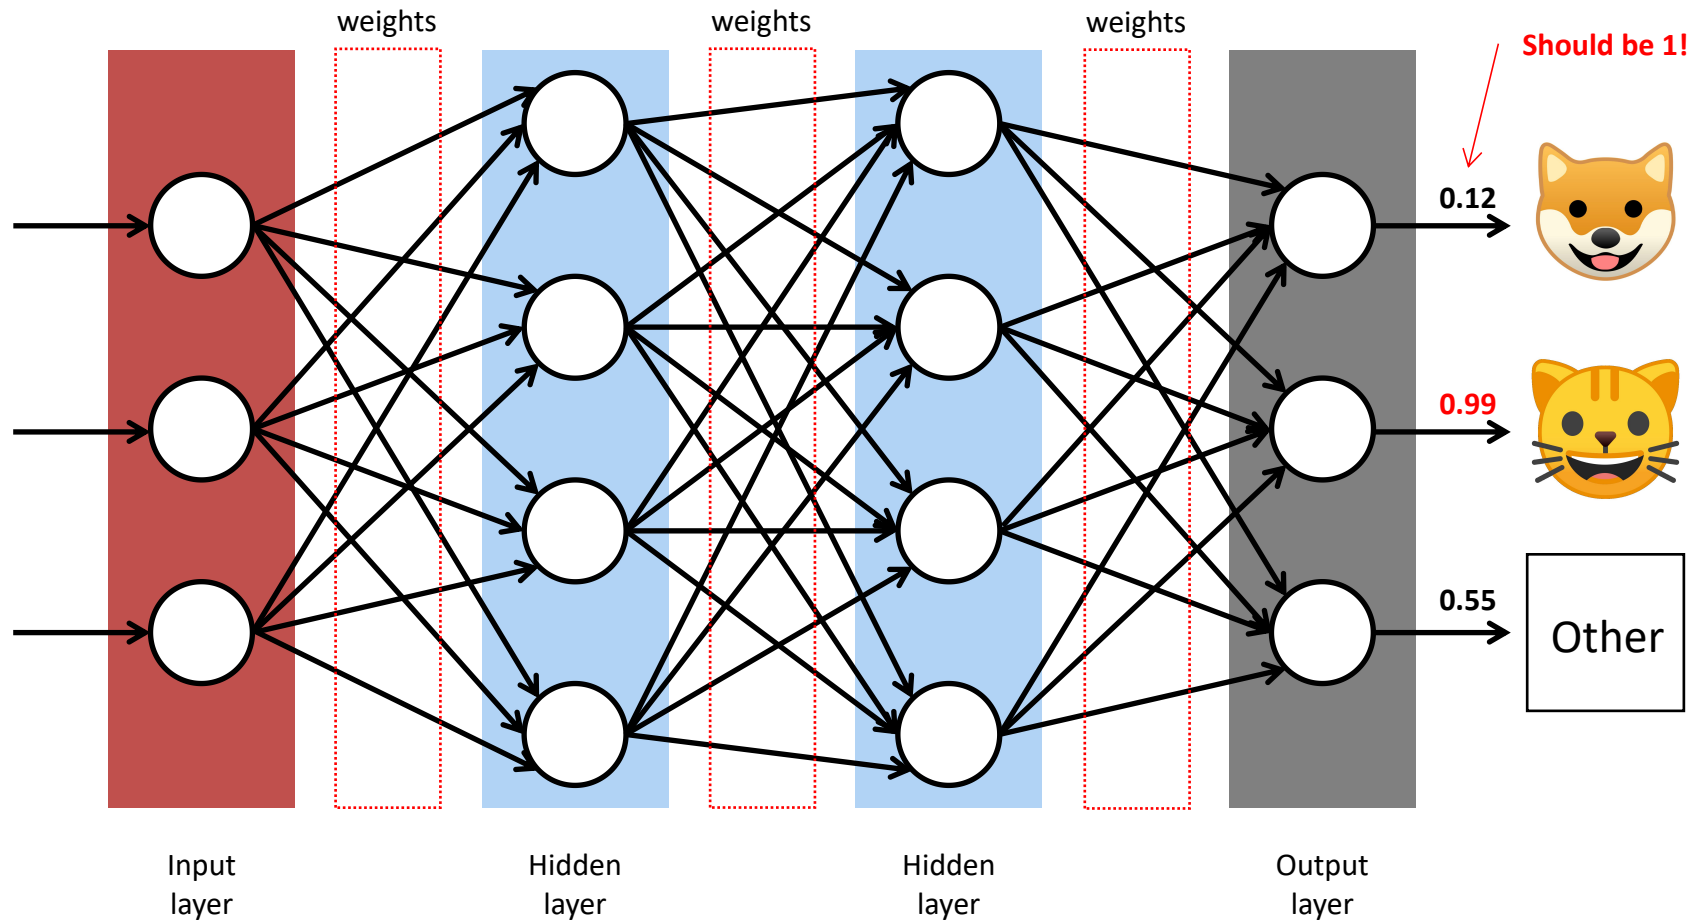 weights
weights
weights
Should be 1!
0.12
0.99
0.55
Other
Input
layer
Hidden
layer
Hidden
layer
Output
layer